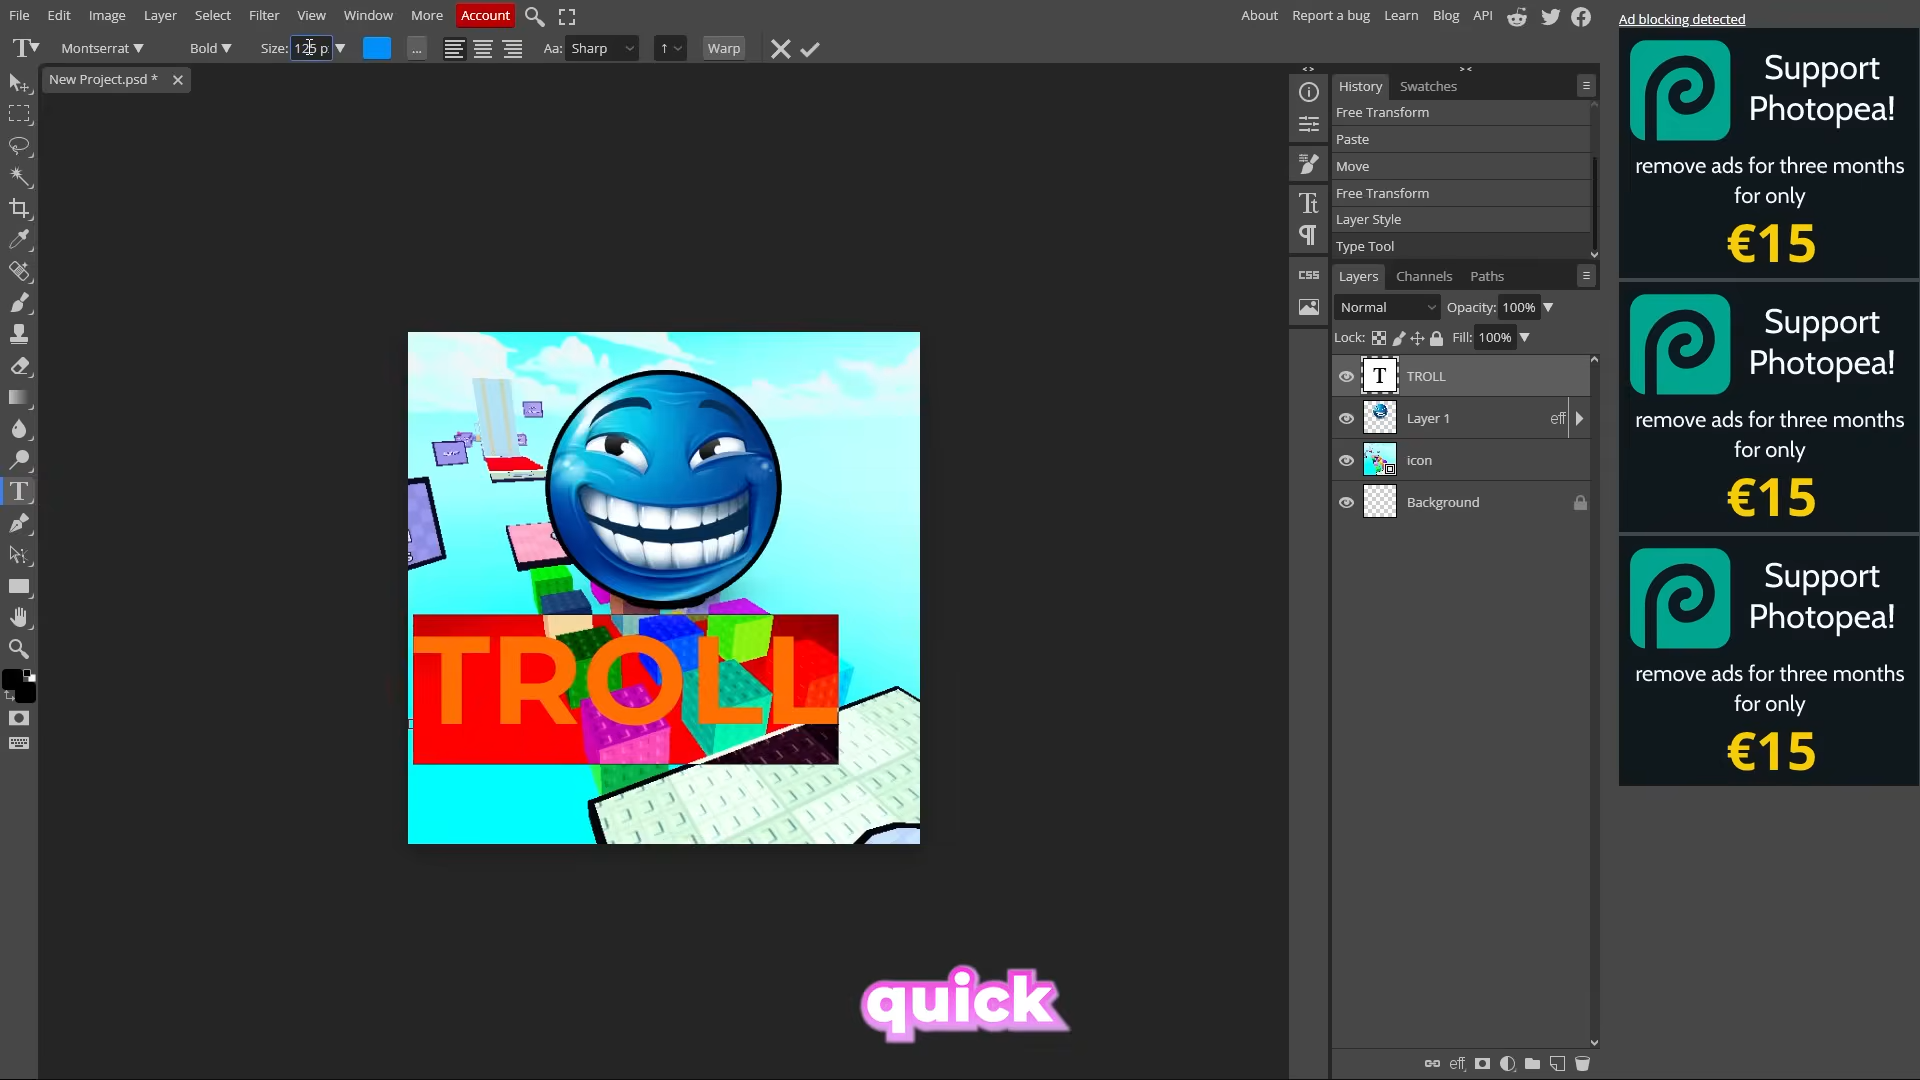 File Edit Image Layer Select Filter View Window More Account About Report a bug Learn Blog API
Ad blocking detected
T Montserrat Bold Size: 125 p ... Aa: Sharp Warp
New Project.psd *
History Swatches
Free Transform
Paste
Move
Free Transform
Layer Style
Type Tool
CSS
Layers Channels Paths
Normal Opacity: 100%
Lock: Fill: 100%
T TROLL
Layer 1 eff
icon
Background
eff
TROLL
quick
Support
Photopea!
remove ads for three months
for only
€15
Support
Photopea!
remove ads for three months
for only
€15
Support
Photopea!
remove ads for three months
for only
€15